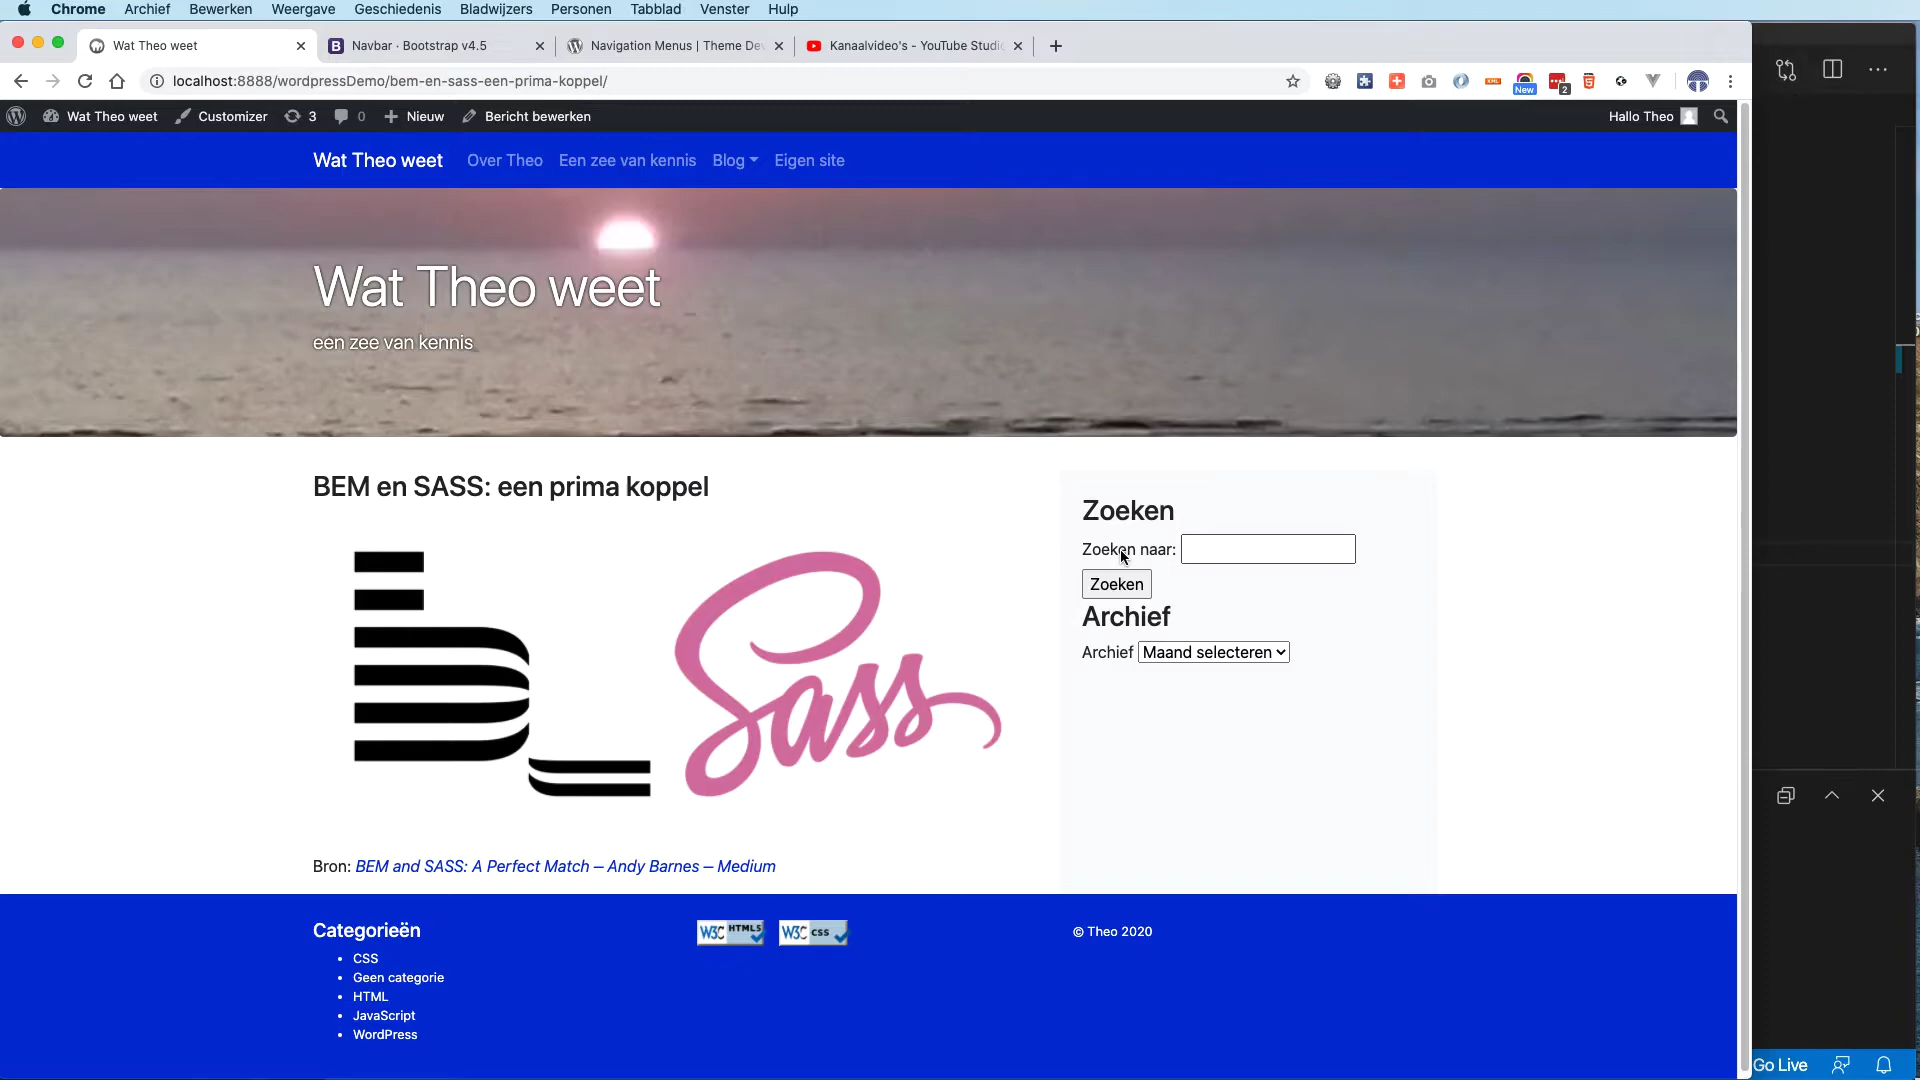 Chrome Archief Bewerken Weergave Geschiedenis Bladwijzers Personen Tabblad Venster Hulp
Wat Theo weet
Navbar · Bootstrap v4.5
Navigation Menus | Theme De
Kanaalvideo's - YouTube Studi
localhost:8888/wordpressDemo/bem-en-sass-een-prima-koppel/
New
2
Wat Theo weet Customizer 3 0 Nieuw Bericht bewerken Hallo Theo
Wat Theo weet Over Theo Een zee van kennis Blog Eigen site
Wat Theo weet
een zee van kennis
BEM en SASS: een prima koppel
Sass
Zoeken
Zoeken naar:
Zoeken
Archief
Archief Maand selecteren
Bron: BEM and SASS: A Perfect Match – Andy Barnes – Medium
Categorieën
CSS
Geen categorie
HTML
JavaScript
WordPress
W3C HTML5
W3C css
© Theo 2020
Go Live